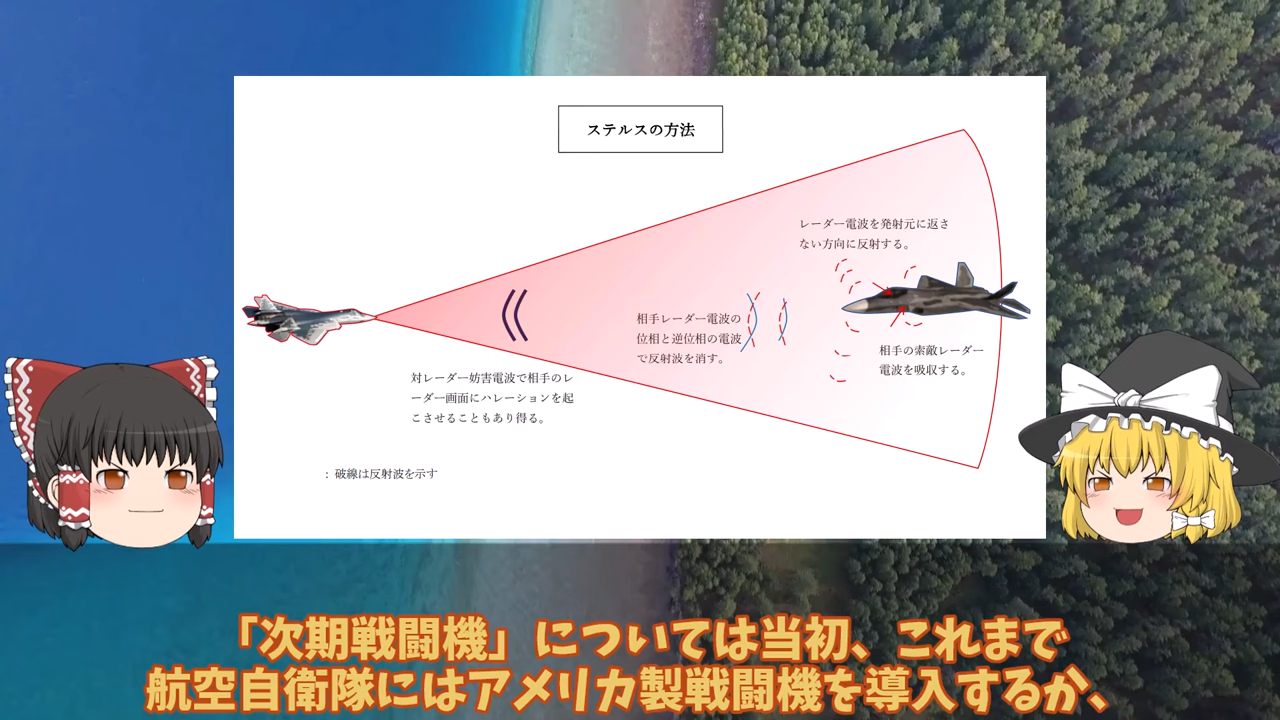 ステルスの方法
レーダー電波を発射元に返さ
ない方向に反射する。
相手レーダー電波の
位相と逆位相の電波
で反射波を消す。
相手の索敵レーダー
電波を吸収する。
対レーダー妨害電波で相手のレ
ーダー画面にハレーションを起
こさせることもあり得る。
：破線は反射波を示す
「次期戦闘機」については当初、これまで
航空自衛隊にはアメリカ製戦闘機を導入するか、